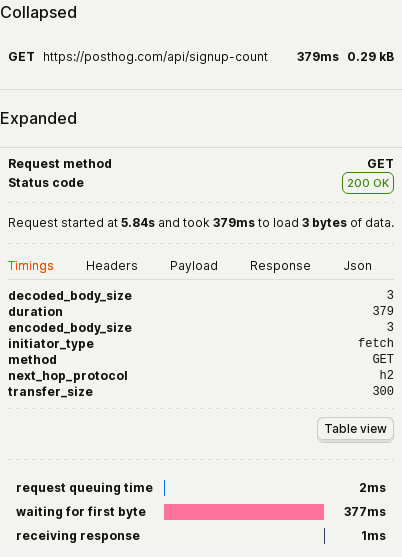 Collapsed
GET https://posthog.com/api/signup-count 379ms 0.29 kB
Expanded
Request method GET
Status code 200 OK
Request started at 5.84s and took 379ms to load 3 bytes of data.
Timings Headers Payload Response Json
decoded_body_size 3
duration 379
encoded_body_size 3
initiator_type fetch
method GET
next_hop_protocol h2
transfer_size 300
Table view
request queuing time 2ms
waiting for first byte 377ms
receiving response 1ms